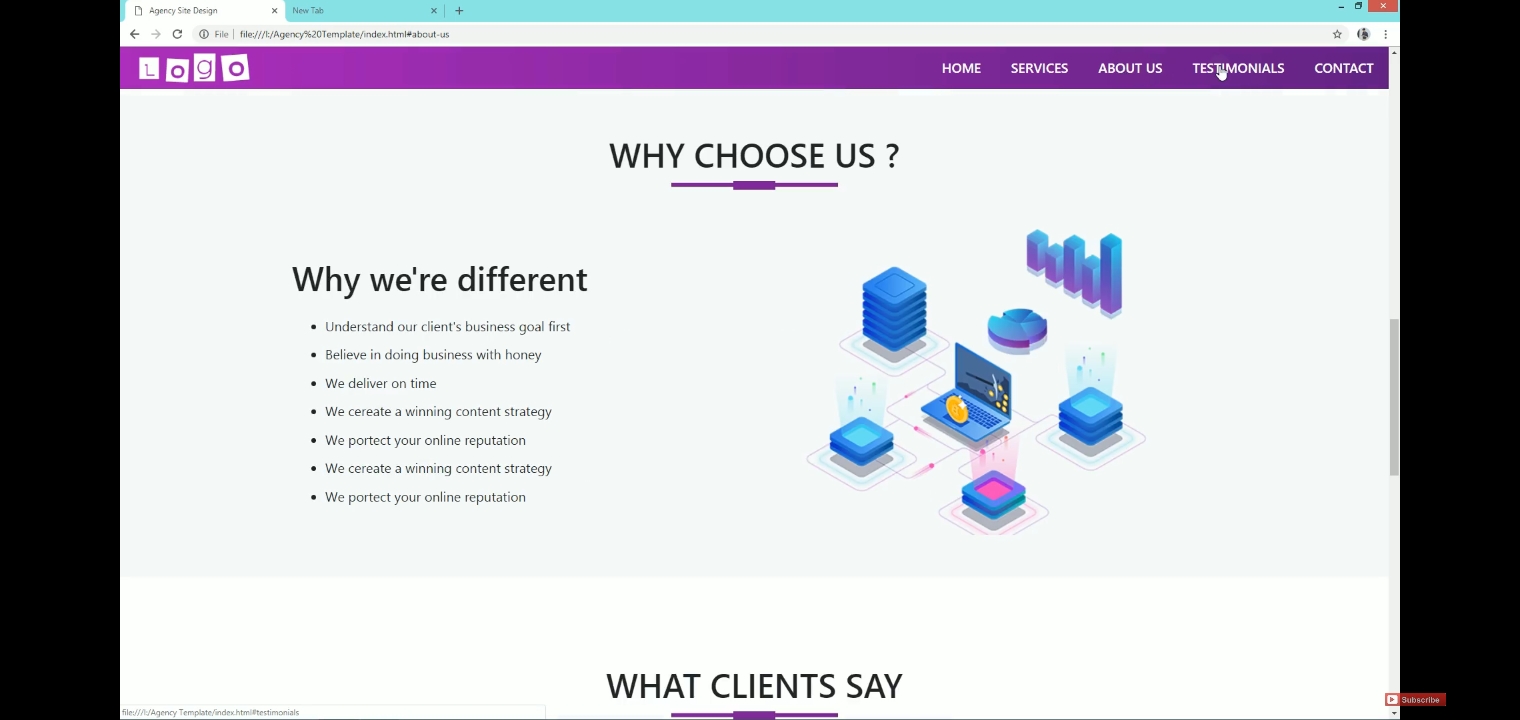 Agency Site Design
New Tab
File
file:///I:/Agency%20Template/index.html#about-us
Logo
HOME
SERVICES
ABOUT US
TESTIMONIALS
CONTACT
WHY CHOOSE US ?
Why we're different
Understand our client's business goal first
Believe in doing business with honey
We deliver on time
We cereate a winning content strategy
We portect your online reputation
We cereate a winning content strategy
We portect your online reputation
WHAT CLIENTS SAY
file:///I:/Agency Template/index.html#testimonials
Subscribe